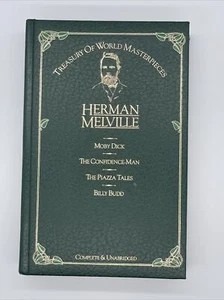 TREASURY OF WORLD MASTERPIECES
HERMAN
MELVILLE
MOBY DICK
THE CONFIDENCE-MAN
THE PIAZZA TALES
BILLY BUDD
COMPLETE & UNABRIDGED